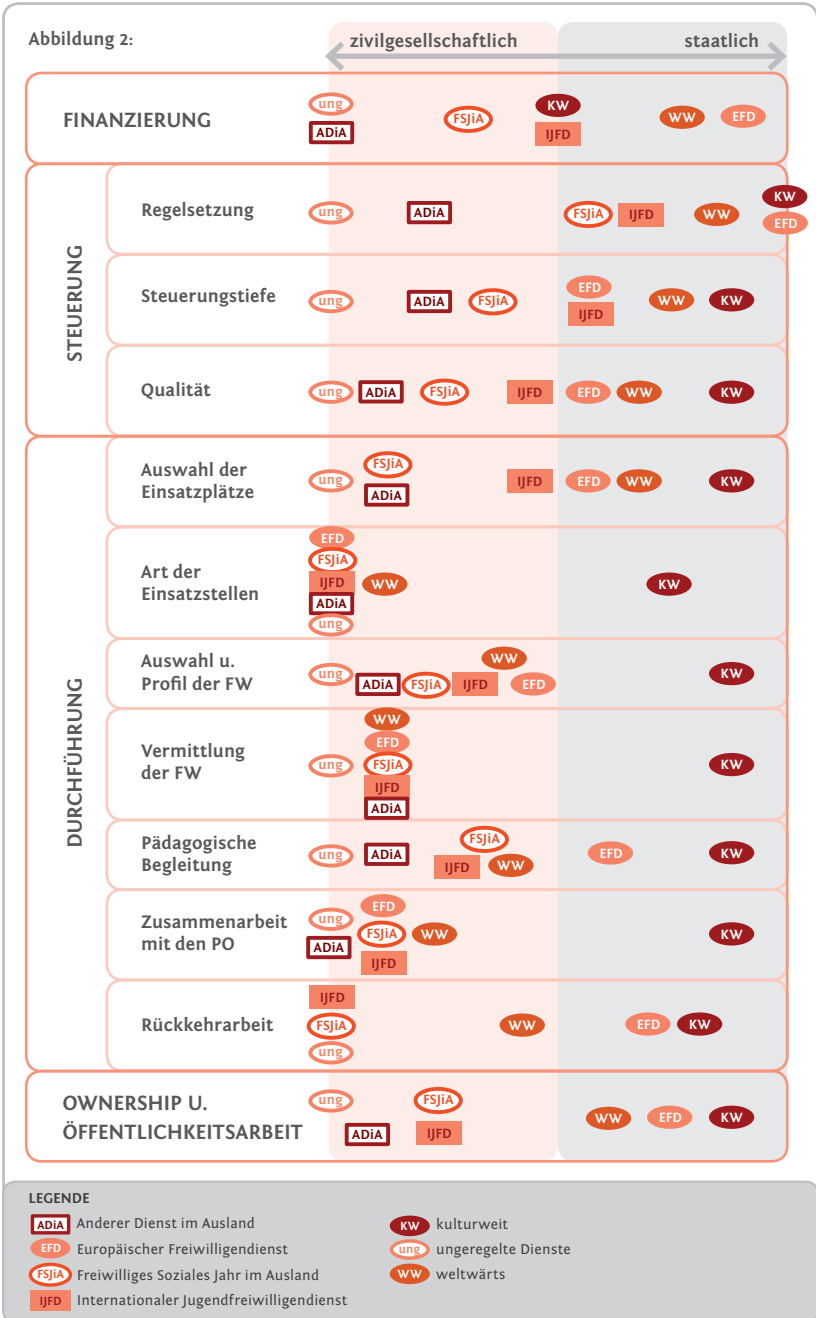 Abbildung 2:
zivilgesellschaftlich
staatlich
FINANZIERUNG
ung
ADiA
FSJiA
KW
IJFD
WW
EFD
STEUERUNG
Regelsetzung
ung
ADiA
FSJiA
IJFD
WW
KW
EFD
Steuerungstiefe
ung
ADiA
FSJiA
EFD
IJFD
WW
KW
Qualität
ung
ADiA
FSJiA
IJFD
EFD
WW
KW
DURCHFÜHRUNG
Auswahl der
Einsatzplätze
ung
FSJiA
ADiA
IJFD
EFD
WW
KW
Art der
Einsatzstellen
EFD
FSJiA
IJFD
ADiA
ung
WW
KW
Auswahl u.
Profil der FW
ung
ADiA
FSJiA
IJFD
WW
EFD
KW
Vermittlung
der FW
ung
WW
EFD
FSJiA
IJFD
ADiA
KW
Pädagogische
Begleitung
ung
ADiA
FSJiA
IJFD
WW
EFD
KW
Zusammenarbeit
mit den PO
ung
ADiA
EFD
FSJiA
IJFD
WW
KW
Rückkehrarbeit
IJFD
FSJiA
ung
WW
EFD
KW
OWNERSHIP U.
ÖFFENTLICHKEITSARBEIT
ung
ADiA
FSJiA
IJFD
WW
EFD
KW
LEGENDE
ADiA Anderer Dienst im Ausland
EFD Europäischer Freiwilligendienst
FSJiA Freiwilliges Soziales Jahr im Ausland
IJFD Internationaler Jugendfreiwilligendienst
KW kulturweit
ung ungeregelte Dienste
WW weltwärts